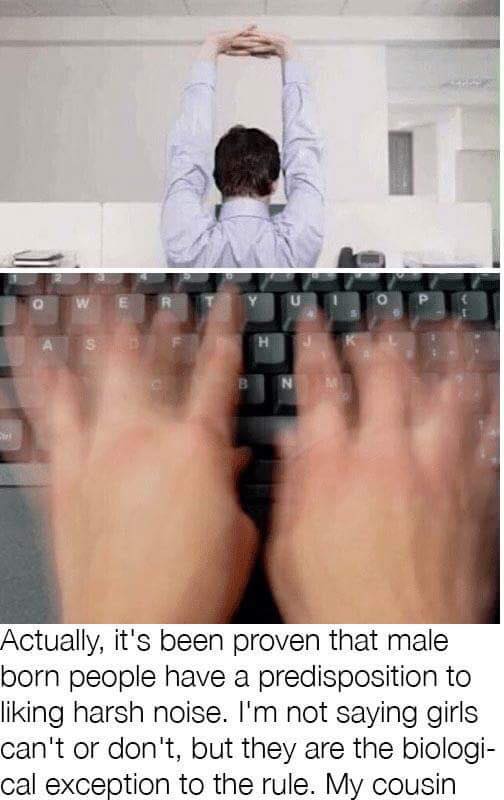 Q W E R T Y U I O P {
[
A S D F H J K L
C B N M
Actually, it's been proven that male
born people have a predisposition to
liking harsh noise. I'm not saying girls
can't or don't, but they are the biologi-
cal exception to the rule. My cousin